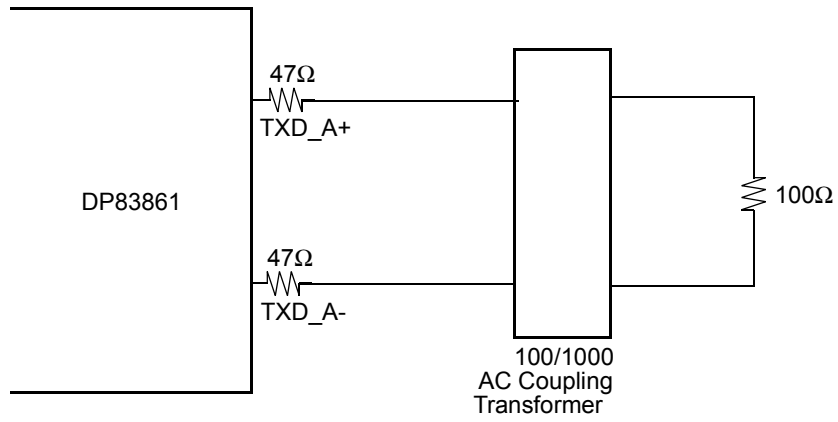 47Ω
TXD_A+
DP83861
100Ω
47Ω
TXD_A-
100/1000
AC Coupling
Transformer